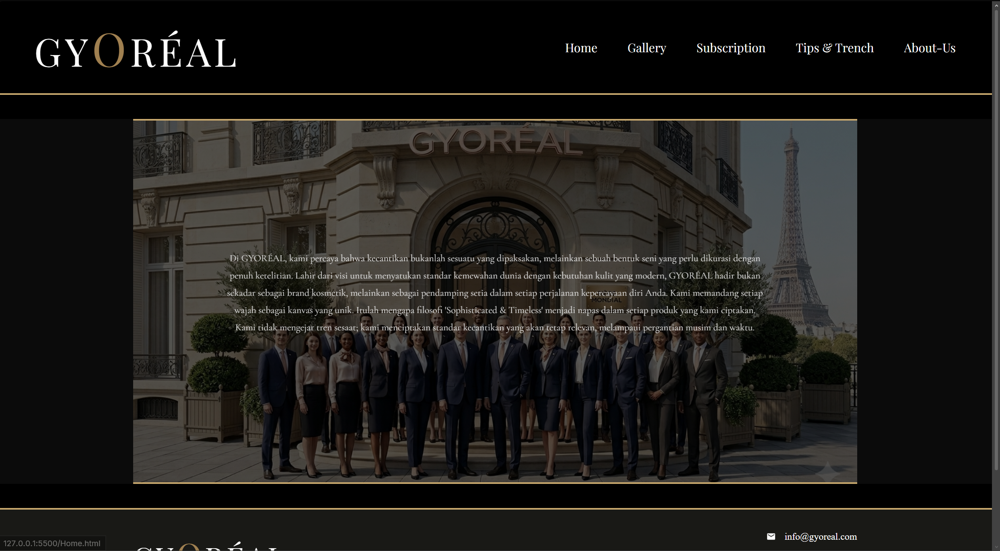 GYORÉAL
Home Gallery Subscription Tips & Trench About-Us
GYORÉAL
Di GYORÉAL, kami percaya bahwa kecantikan bukanlah sesuatu yang dipaksakan, melainkan sebuah bentuk seni yang perlu dikurasi dengan
penuh ketelitian. Lahir dari visi untuk menyatukan standar kemewahan dunia dengan kebutuhan kulit yang modern, GYORÉAL hadir bukan
sekadar sebagai brand kosmetik, melainkan sebagai pendamping setia dalam setiap perjalanan kepercayaan diri Anda. Kami memandang setiap
MONDIAL
wajah sebagai kanvas yang unik. Itulah mengapa filosofi 'Sophisticated & Timeless' menjadi napas dalam setiap produk yang kami ciptakan.
Kami tidak mengejar tren sesaat; kami menciptakan standar kecantikan yang akan tetap relevan, melampaui pergantian musim dan waktu.
info@gyoreal.com
127.0.0.1:5500/Home.html
GYORÉAL